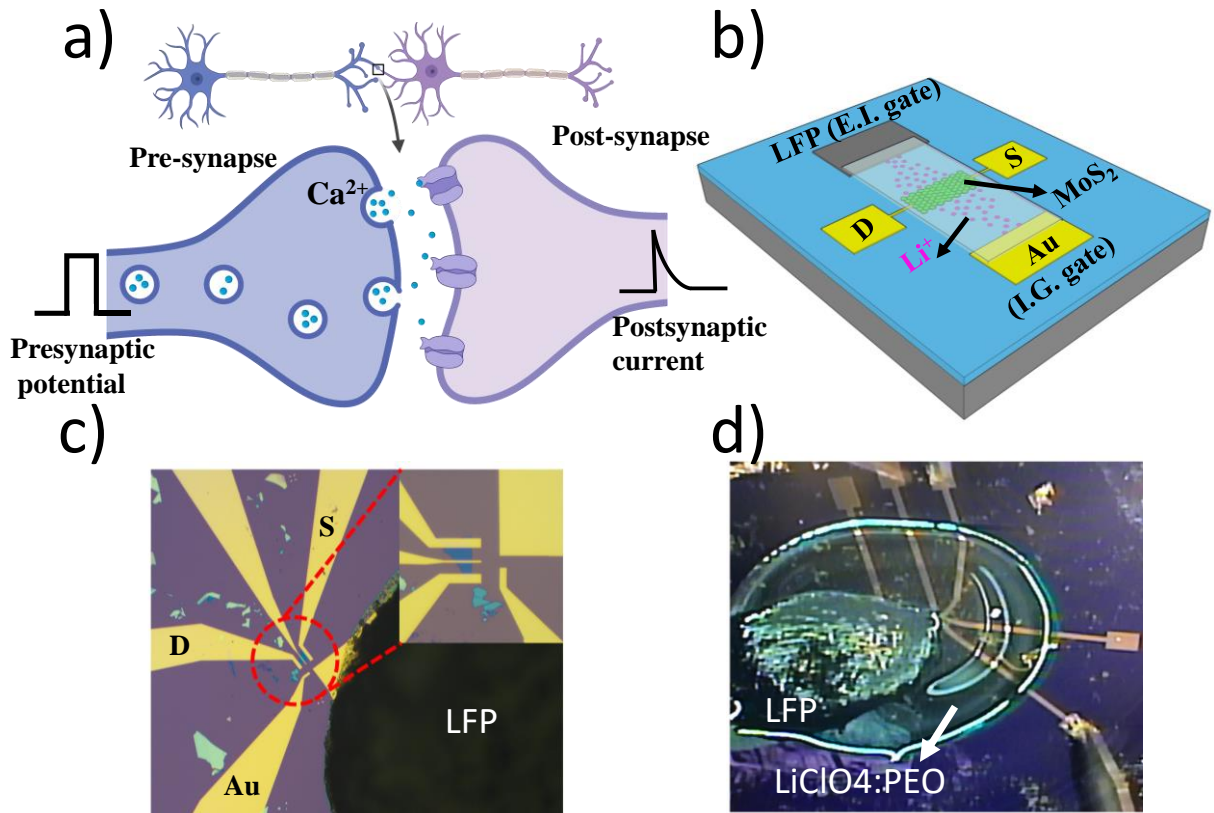 a)
Pre-synapse
Post-synapse
Ca²⁺
Presynaptic
potential
Postsynaptic
current
b)
LFP (E.I. gate)
S
MoS₂
D
Li⁺
Au
(I.G. gate)
c)
S
D
Au
LFP
d)
LFP
LiClO4:PEO